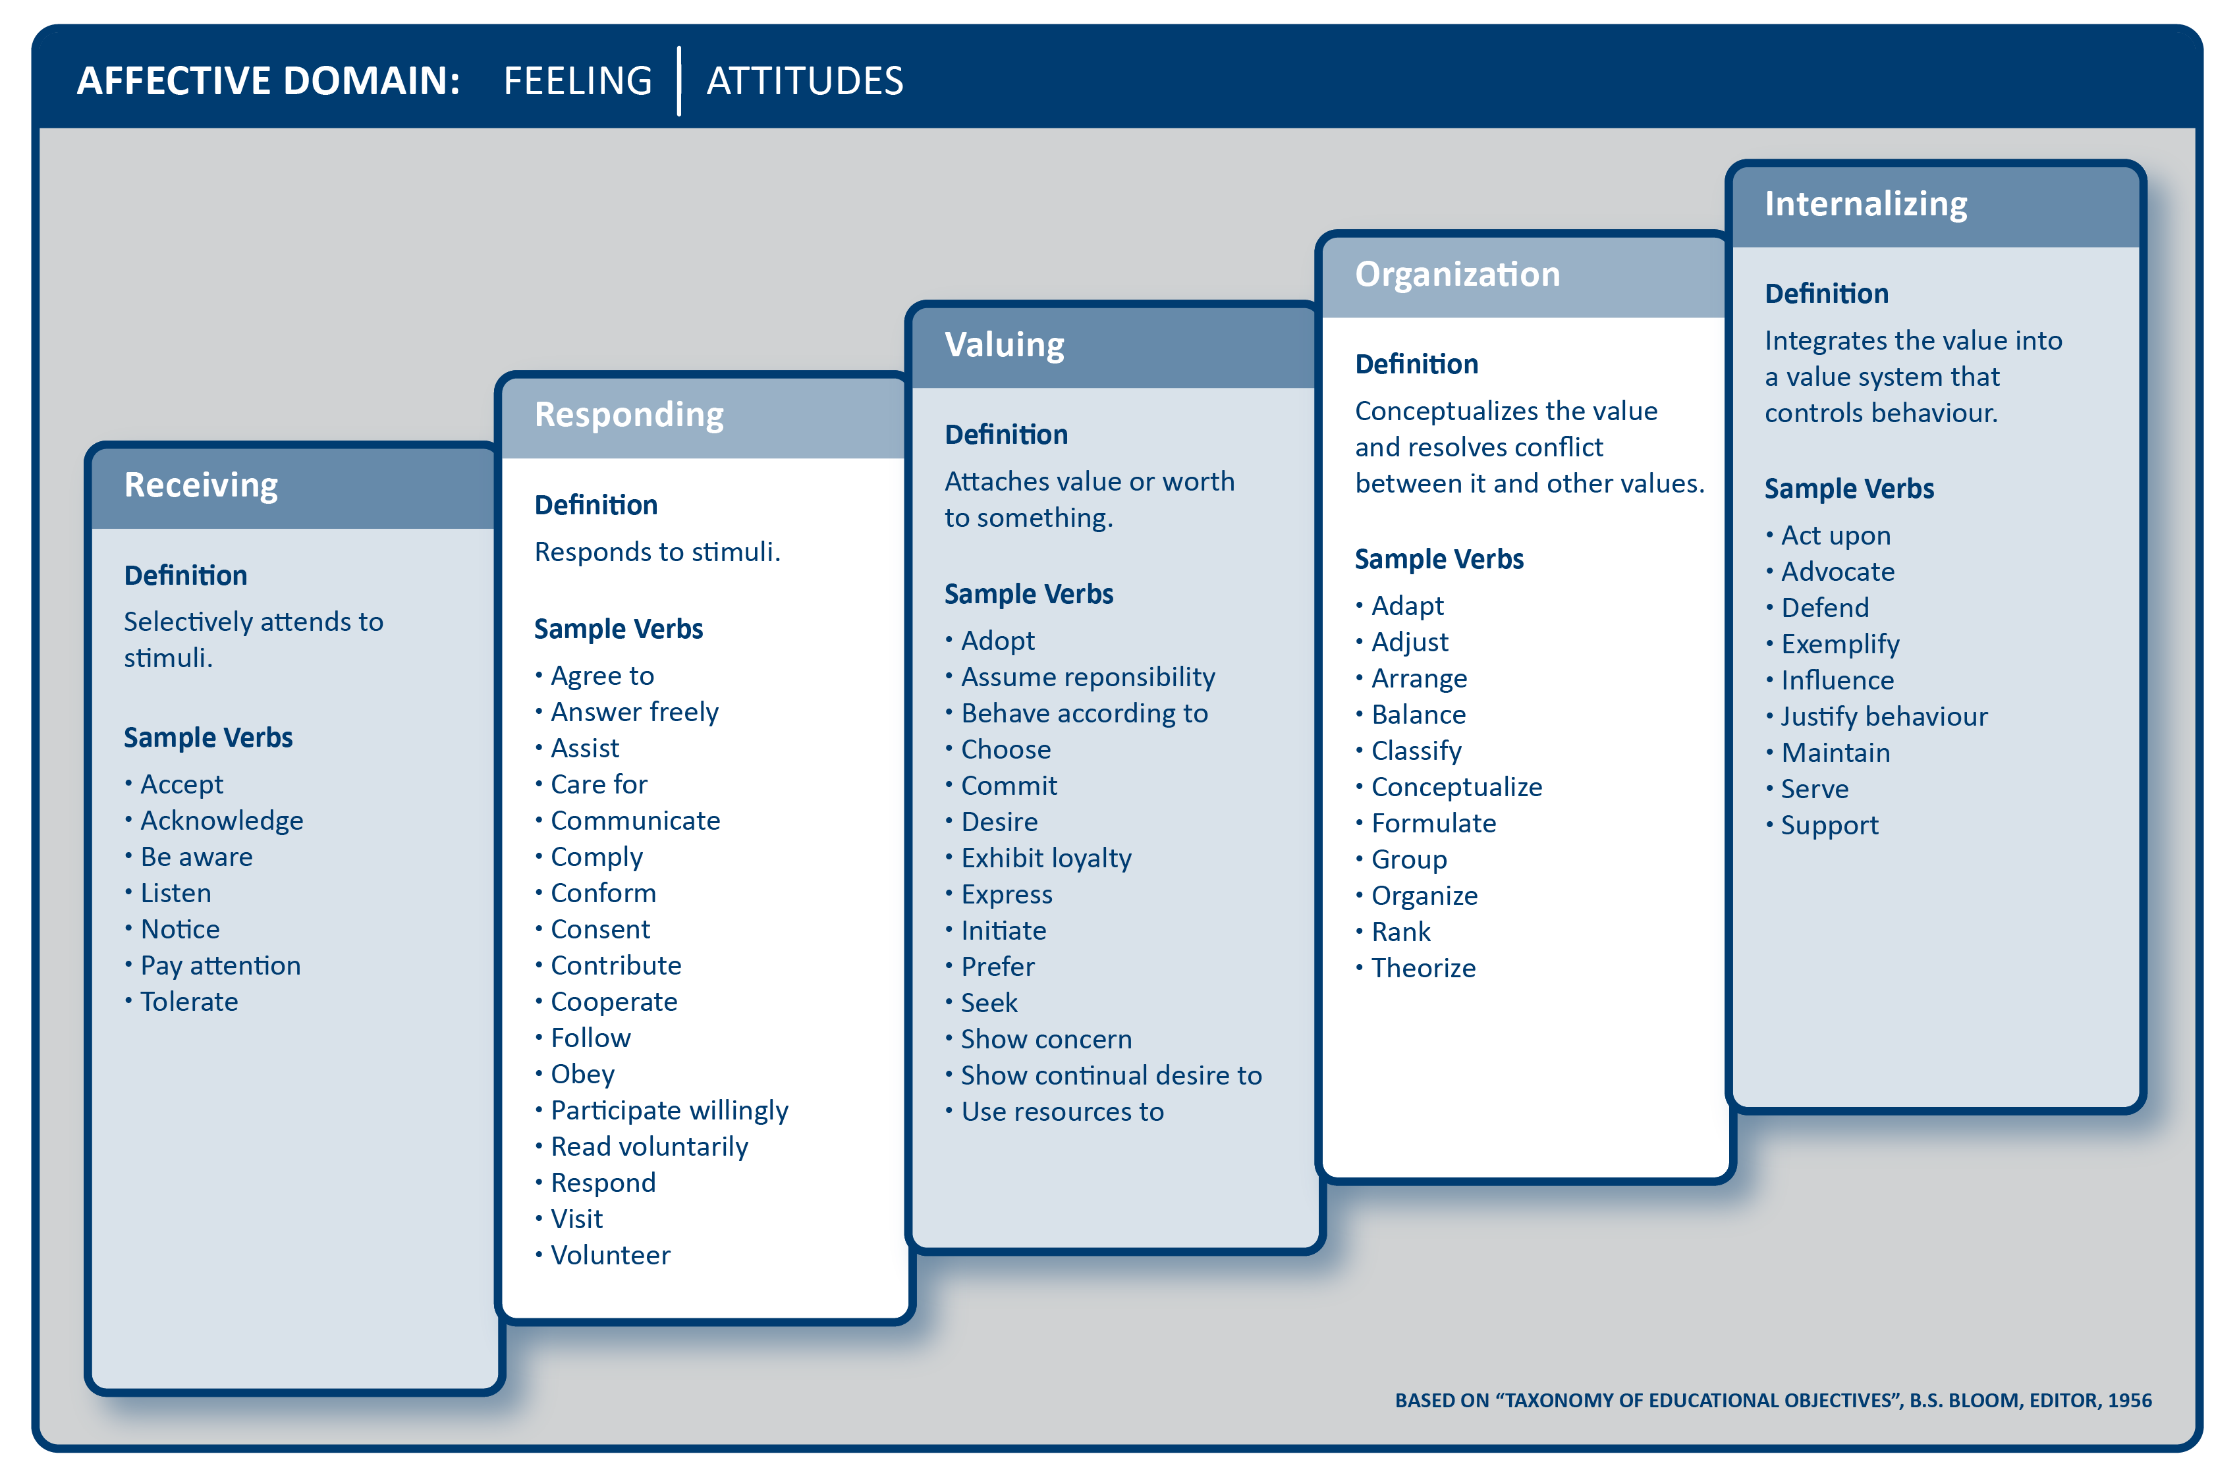 AFFECTIVE DOMAIN: FEELING | ATTITUDES
Receiving
Definition
Selectively attends to
stimuli.
Sample Verbs
• Accept
• Acknowledge
• Be aware
• Listen
• Notice
• Pay attention
• Tolerate
Responding
Definition
Responds to stimuli.
Sample Verbs
• Agree to
• Answer freely
• Assist
• Care for
• Communicate
• Comply
• Conform
• Consent
• Contribute
• Cooperate
• Follow
• Obey
• Participate willingly
• Read voluntarily
• Respond
• Visit
• Volunteer
Valuing
Definition
Attaches value or worth
to something.
Sample Verbs
• Adopt
• Assume reponsibility
• Behave according to
• Choose
• Commit
• Desire
• Exhibit loyalty
• Express
• Initiate
• Prefer
• Seek
• Show concern
• Show continual desire to
• Use resources to
Organization
Definition
Conceptualizes the value
and resolves conflict
between it and other values.
Sample Verbs
• Adapt
• Adjust
• Arrange
• Balance
• Classify
• Conceptualize
• Formulate
• Group
• Organize
• Rank
• Theorize
Internalizing
Definition
Integrates the value into
a value system that
controls behaviour.
Sample Verbs
• Act upon
• Advocate
• Defend
• Exemplify
• Influence
• Justify behaviour
• Maintain
• Serve
• Support
BASED ON “TAXONOMY OF EDUCATIONAL OBJECTIVES”, B.S. BLOOM, EDITOR, 1956